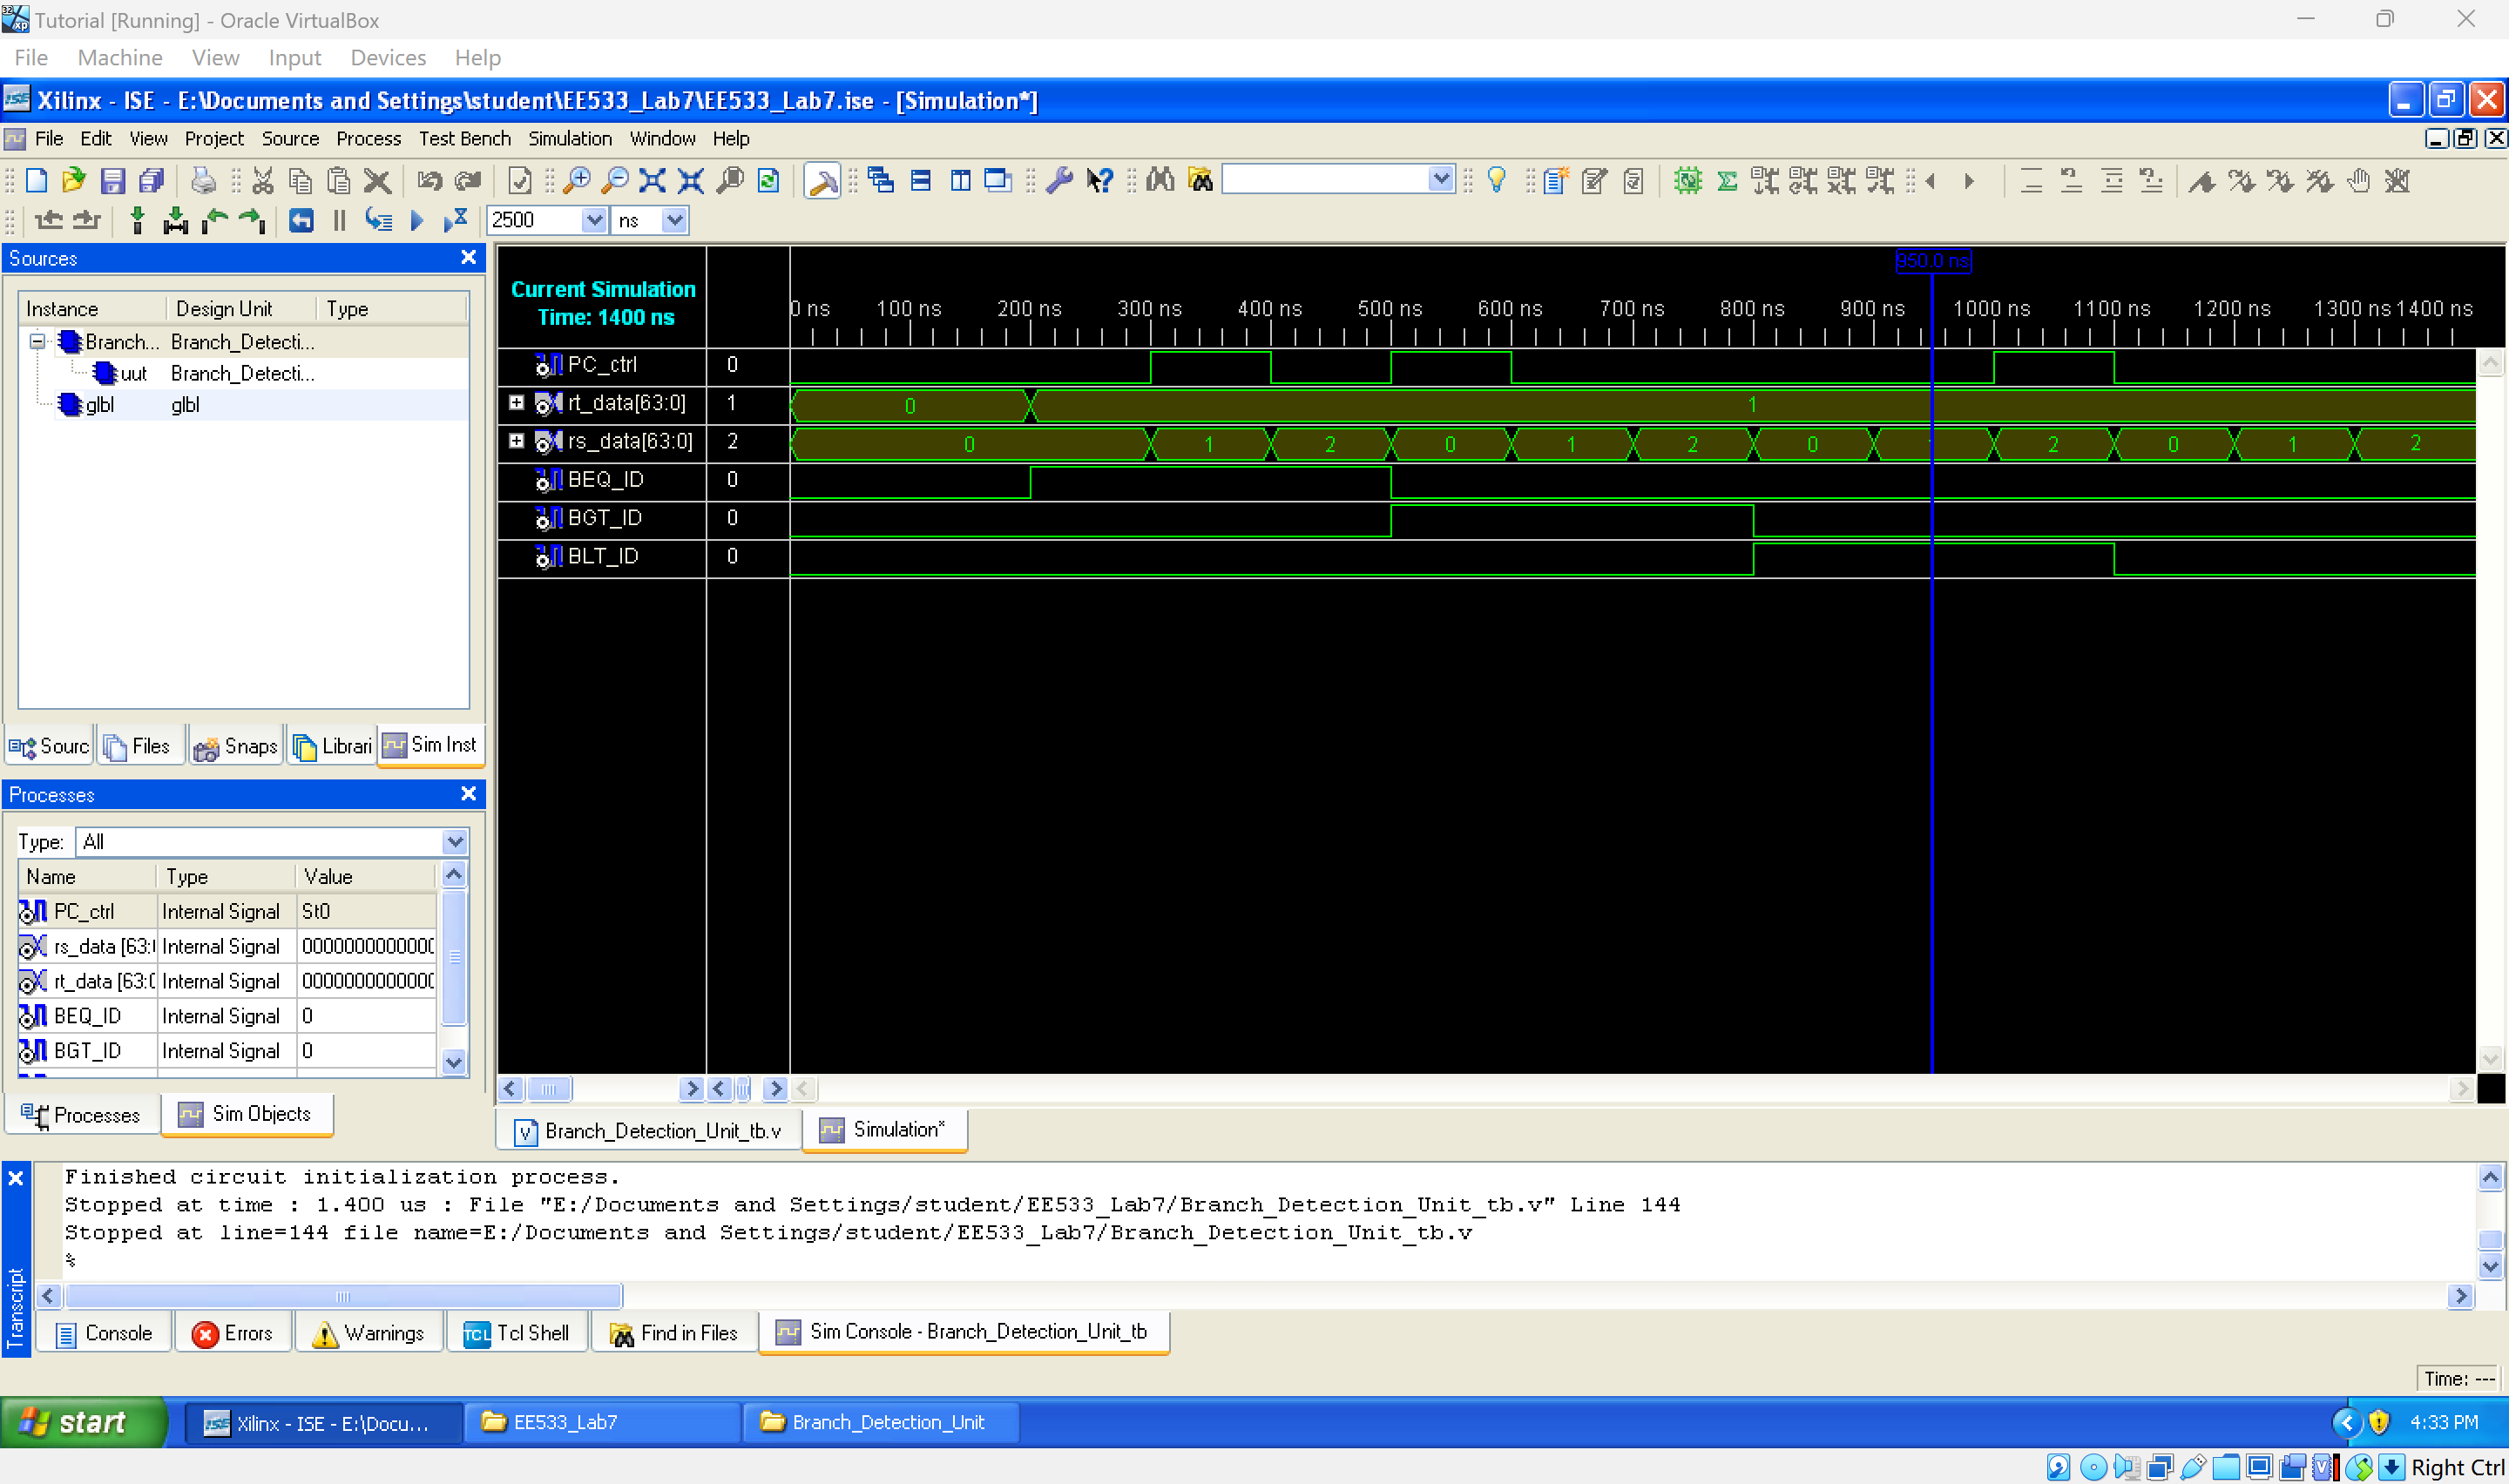 Tutorial [Running] - Oracle VirtualBox
File Machine View Input Devices Help
Xilinx - ISE - E:\Documents and Settings\student\EE533_Lab7\EE533_Lab7.ise - [Simulation*]
File Edit View Project Source Process Test Bench Simulation Window Help
2500 ns
Sources
Instance Design Unit Type
Branch... Branch_Detecti...
uut Branch_Detecti...
glbl glbl
Sourc Files Snaps Librari Sim Inst
Processes
Type: All
Name Type Value
PC_ctrl Internal Signal St0
rs_data [63:( Internal Signal 0000000000000
rt_data [63:( Internal Signal 0000000000000
BEQ_ID Internal Signal 0
BGT_ID Internal Signal 0
Processes Sim Objects
950.0 ns
Current Simulation
Time: 1400 ns
0 ns 100 ns 200 ns 300 ns 400 ns 500 ns 600 ns 700 ns 800 ns 900 ns 1000 ns 1100 ns 1200 ns 1300 ns 1400 ns
PC_ctrl 0
rt_data[63:0] 1 0 1
rs_data[63:0] 2 0 1 2 0 1 2 0 1 2 0 1 2
BEQ_ID 0
BGT_ID 0
BLT_ID 0
Branch_Detection_Unit_tb.v Simulation*
Transcript
Finished circuit initialization process.
Stopped at time : 1.400 us : File "E:/Documents and Settings/student/EE533_Lab7/Branch_Detection_Unit_tb.v" Line 144
Stopped at line=144 file name=E:/Documents and Settings/student/EE533_Lab7/Branch_Detection_Unit_tb.v
%
Console Errors Warnings Tcl Shell Find in Files Sim Console - Branch_Detection_Unit_tb
Time: ---
start Xilinx - ISE - E:\Docu... EE533_Lab7 Branch_Detection_Unit 4:33 PM
Right Ctrl